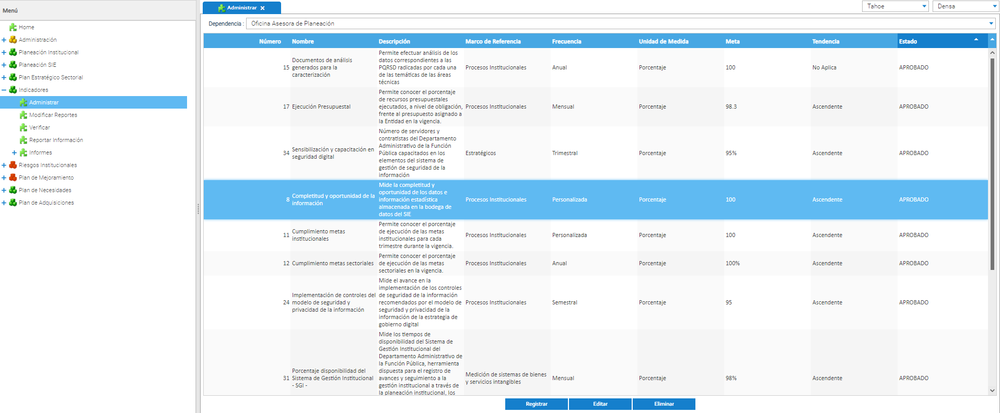 Menú
Home
Administración
Planeación Institucional
Planeación SIE
Plan Estratégico Sectorial
Indicadores
Administrar
Modificar Reportes
Verificar
Reportar Información
Informes
Riesgos Institucionales
Plan de Mejoramiento
Plan de Necesidades
Plan de Adquisiciones
Administrar
Tahoe
Densa
Dependencia : Oficina Asesora de Planeación
Número Nombre Descripción Marco de Referencia Frecuencia Unidad de Medida Meta Tendencia Estado
15
Documentos de análisis
generados para la
caracterización
Permite efectuar análisis de los
datos correspondientes a las
PQRSD radicadas por cada una
de las temáticas de las áreas
técnicas
Procesos Institucionales Anual Porcentaje 100 No Aplica APROBADO
17 Ejecución Presupuestal
Permite conocer el porcentaje
de recursos presupuestales
ejecutados, a nivel de obligación,
frente al presupuesto asignado a
la Entidad en la vigencia.
Procesos Institucionales Mensual Porcentaje 98.3 Ascendente APROBADO
34
Sensibilización y capacitación en
seguridad digital
Número de servidores y
contratistas del Departamento
Administrativo de la Función
Pública capacitados en los
elementos del sistema de
gestión de seguridad de la
información
Estratégicos Trimestral Porcentaje 95% Ascendente APROBADO
8
Completitud y oportunidad de la
información
Mide la completitud y
oportunidad de los datos e
información estadística
almacenada en la bodega de
datos del SIE
Procesos Institucionales Personalizada Porcentaje 100 Ascendente APROBADO
11
Cumplimiento metas
institucionales
Permite conocer el porcentaje
de ejecución de las metas
institucionales para cada
trimestre durante la vigencia.
Procesos Institucionales Personalizada Porcentaje 100 Ascendente APROBADO
12 Cumplimiento metas sectoriales
Permite conocer el porcentaje
de ejecución de las metas
sectoriales en la vigencia.
Procesos Institucionales Anual Porcentaje 100% Ascendente APROBADO
24
Implementación de controles del
modelo de seguridad y
privacidad de la información
Mide el avance en la
implementación de los controles
de seguridad de la información
recomendados por el modelo de
seguridad y privacidad de la
información de la estrategia de
gobierno digital
Procesos Institucionales Semestral Porcentaje 95 Ascendente APROBADO
31
Porcentaje disponibilidad del
Sistema de Gestión Institucional
- SGI -
Mide los tiempos de
disponibilidad del Sistema de
Gestión Institucional del
Departamento Administrativo de
la Función Pública, herramienta
dispuesta para el registro de
avances y seguimiento a la
gestión institucional a través de
la planeación institucional, los
Medición de sistemas de bienes
y servicios intangibles
Mensual Porcentaje 98% Ascendente APROBADO
Registrar Editar Eliminar